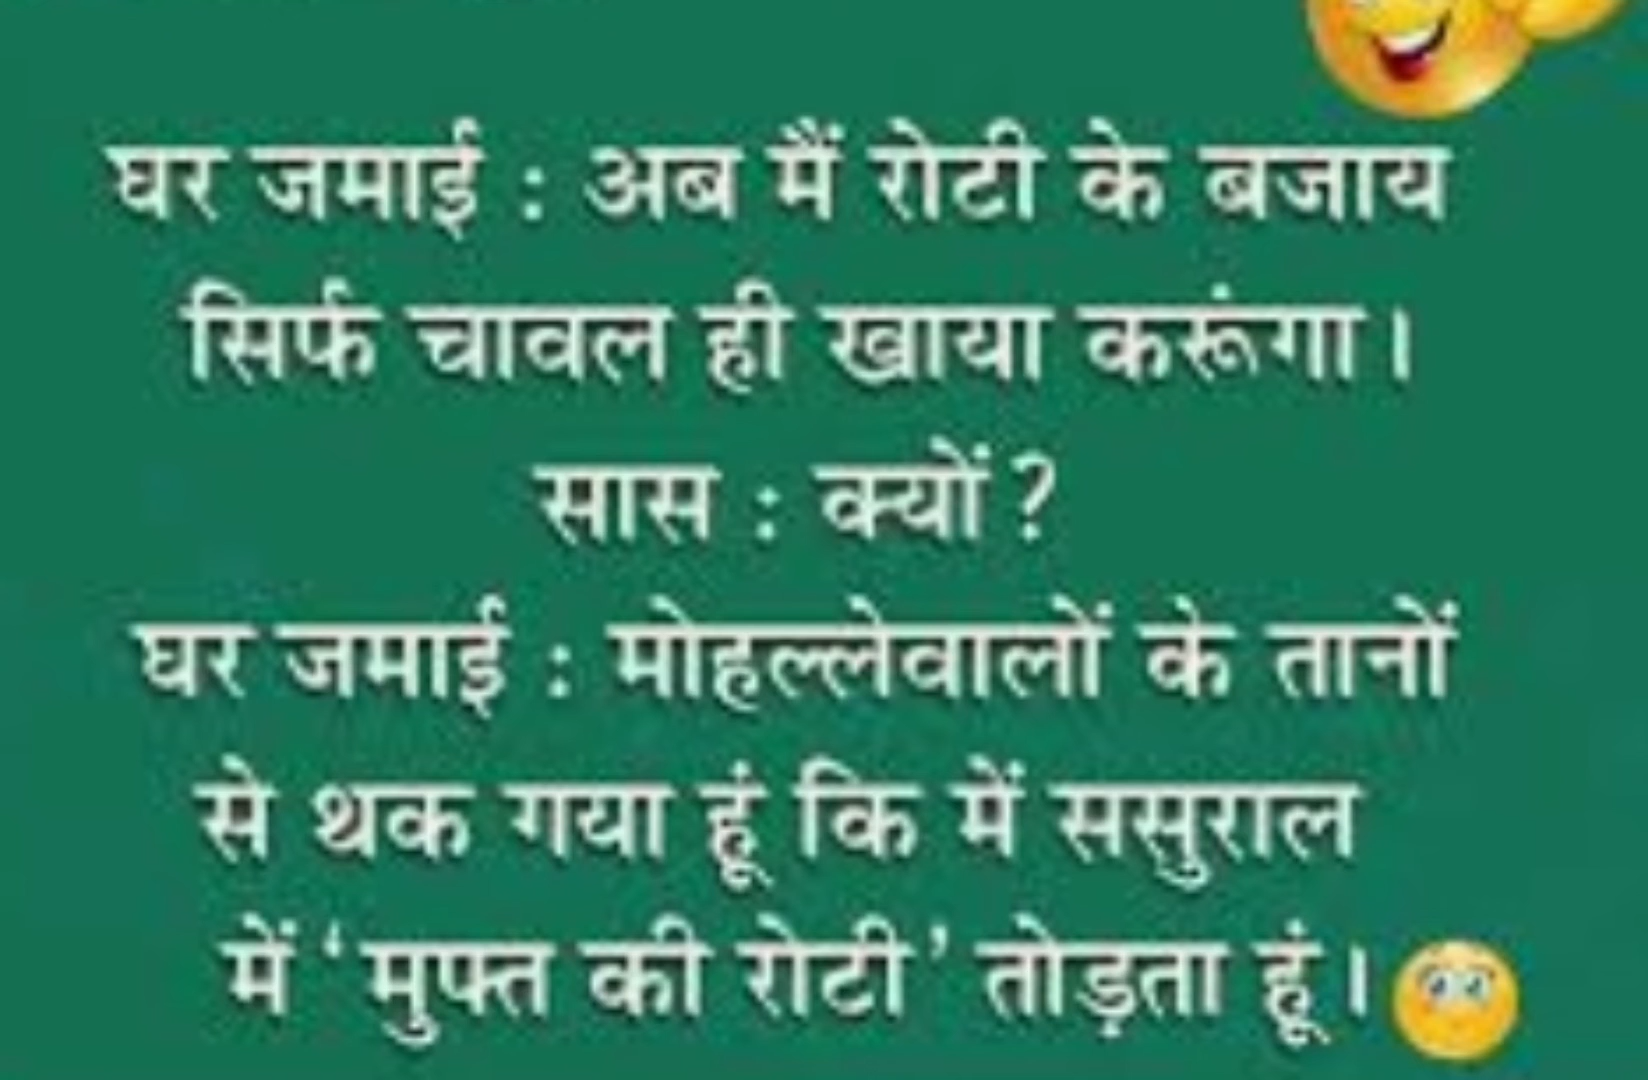 घर जमाई : अब मैं रोटी के बजाय
सिर्फ चावल ही खाया करूंगा।
सास : क्यों?
घर जमाई : मोहल्लेवालों के तानों
से थक गया हूं कि में ससुराल
में ‘मुफ्त की रोटी’ तोड़ता हूं।